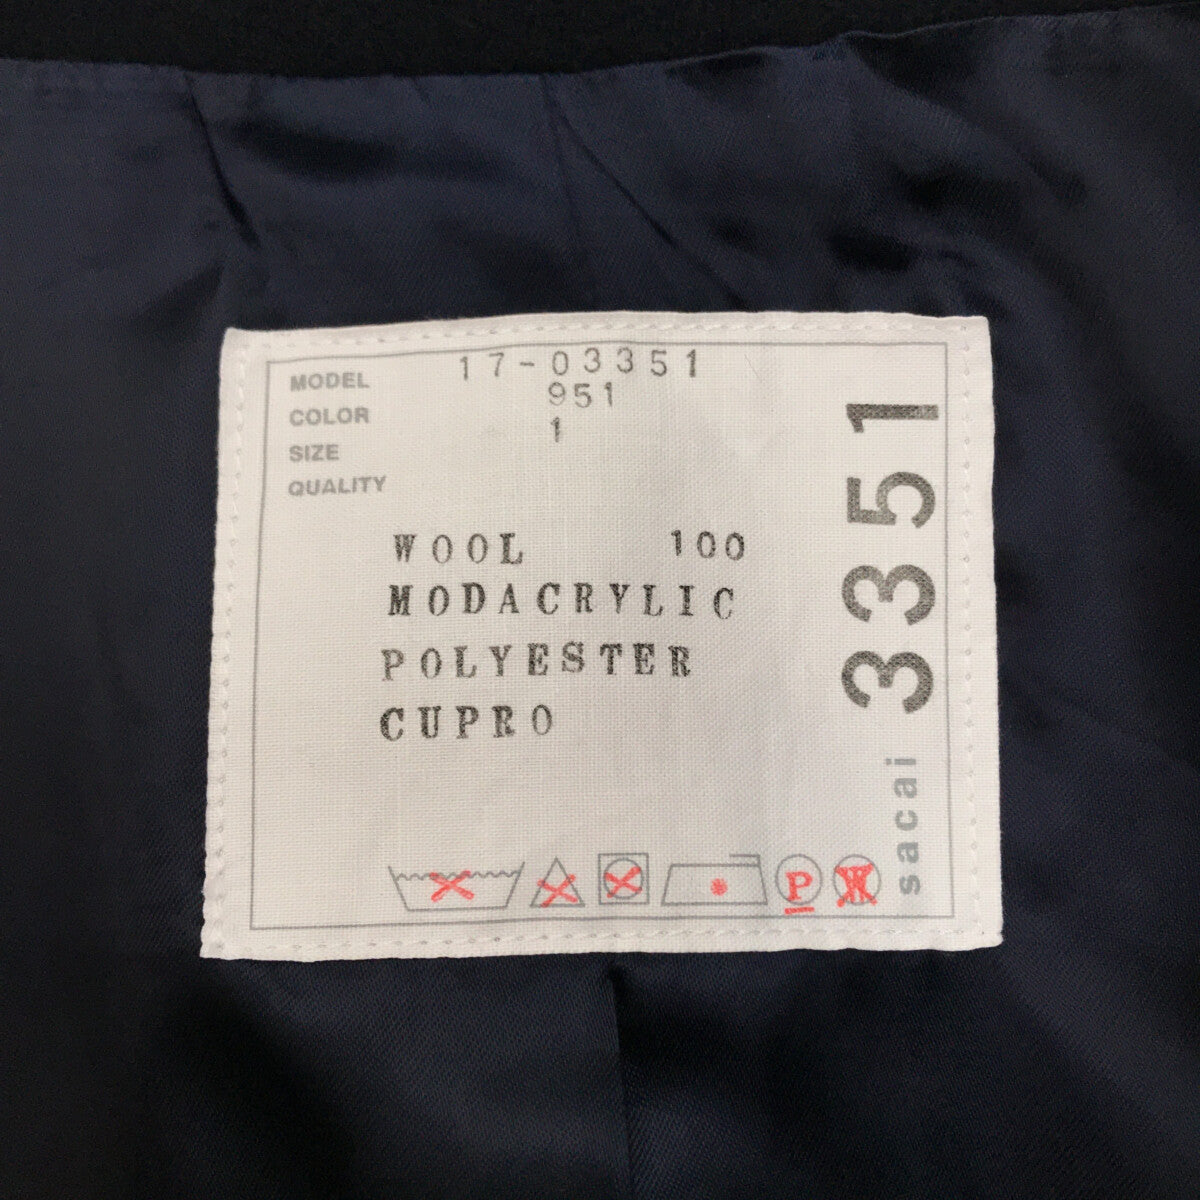 MODEL 17-03351
COLOR 951
SIZE 1
QUALITY
WOOL 100
MODACRYLIC
POLYESTER
CUPRO
P
W
sacai 3351